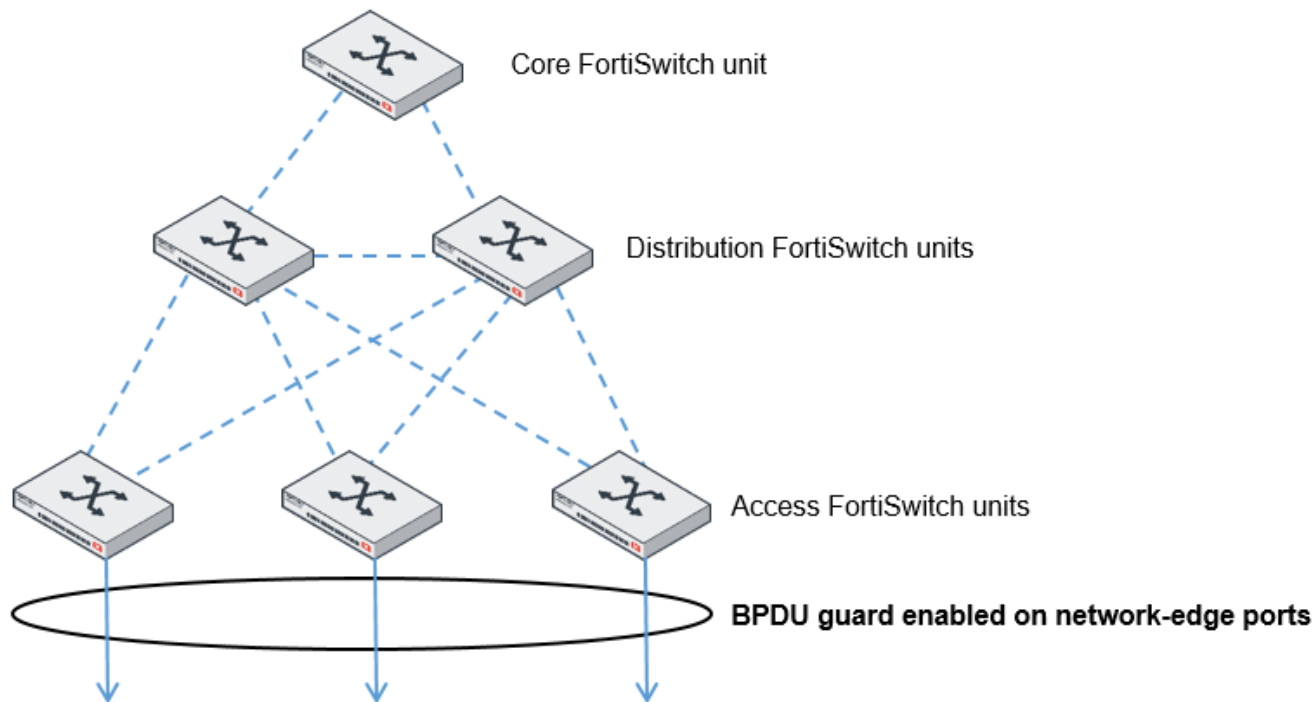 Core FortiSwitch unit
Distribution FortiSwitch units
Access FortiSwitch units
BPDU guard enabled on network-edge ports